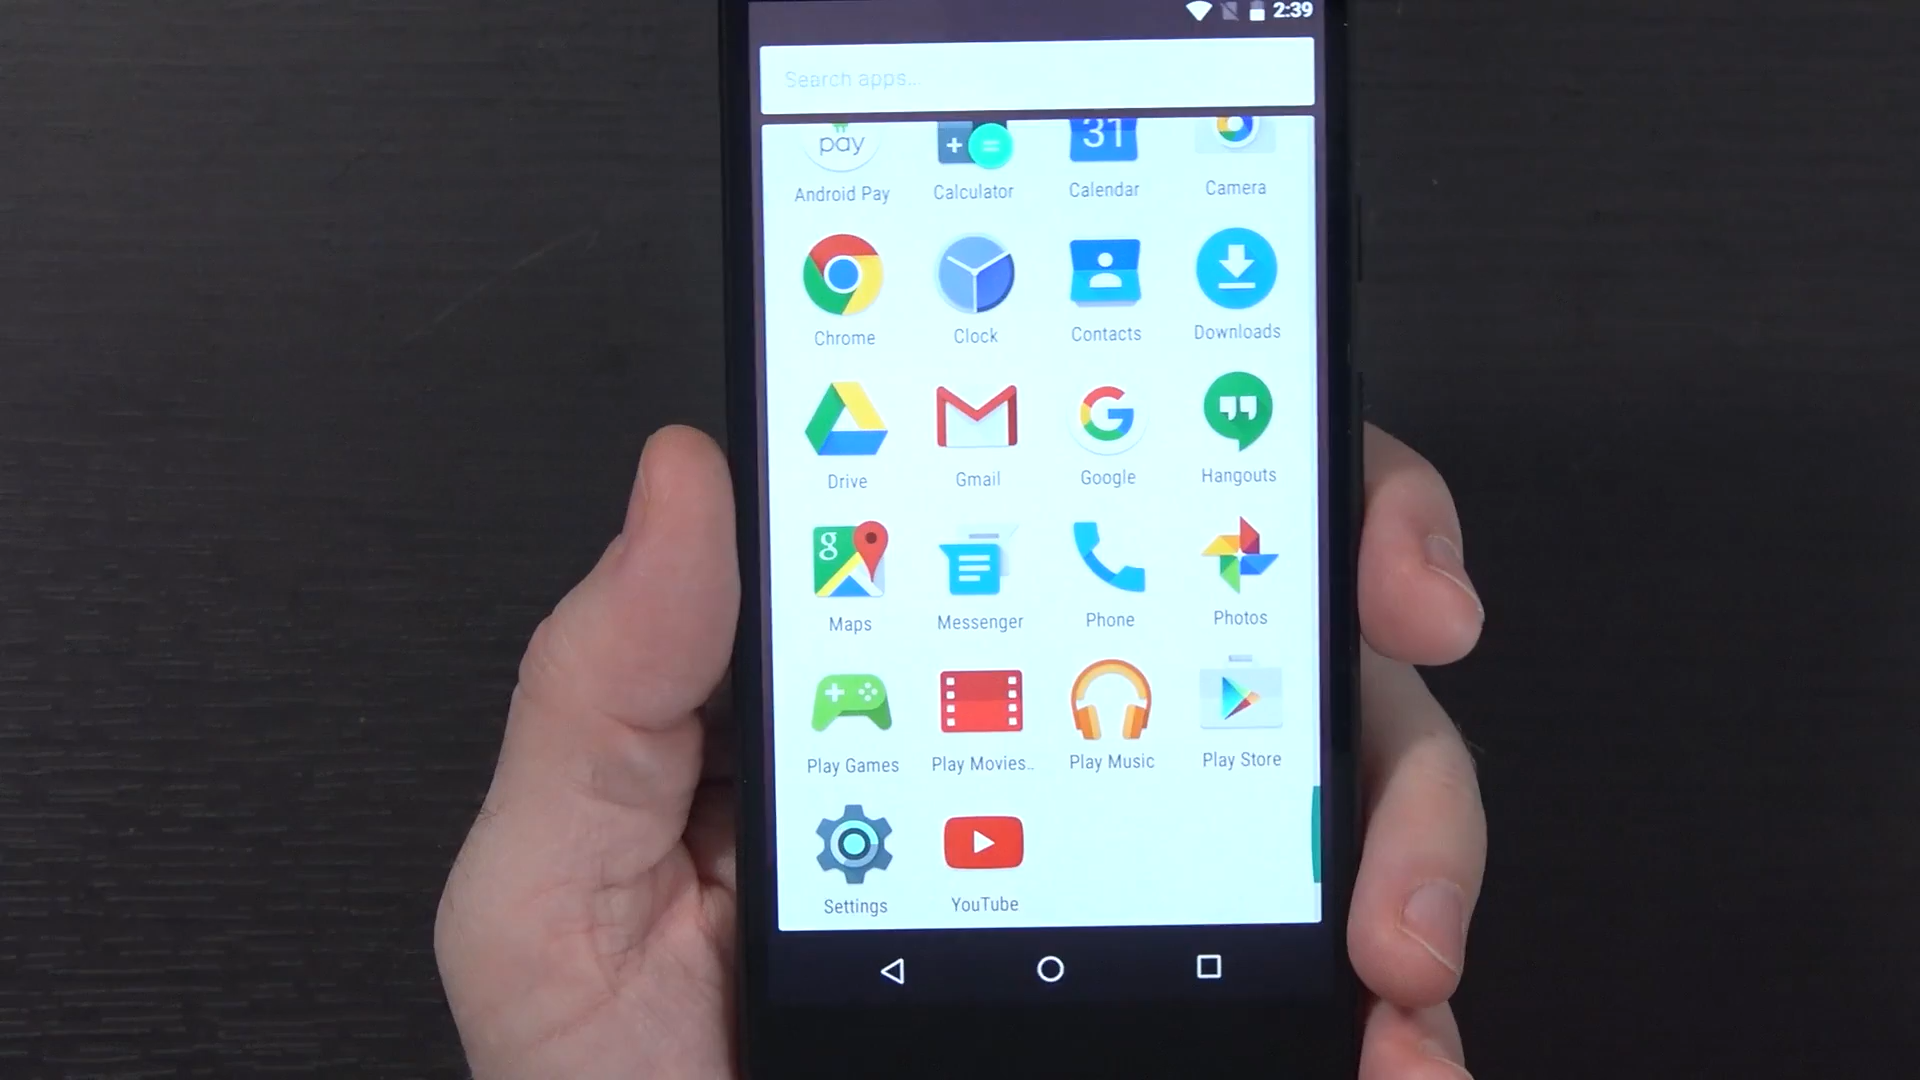 2:39
Search apps...
pay
31
Android Pay
Calculator
Calendar
Camera
Chrome
Clock
Contacts
Downloads
Drive
Gmail
Google
Hangouts
g
Maps
Messenger
Phone
Photos
Play Games
Play Movies..
Play Music
Play Store
Settings
YouTube